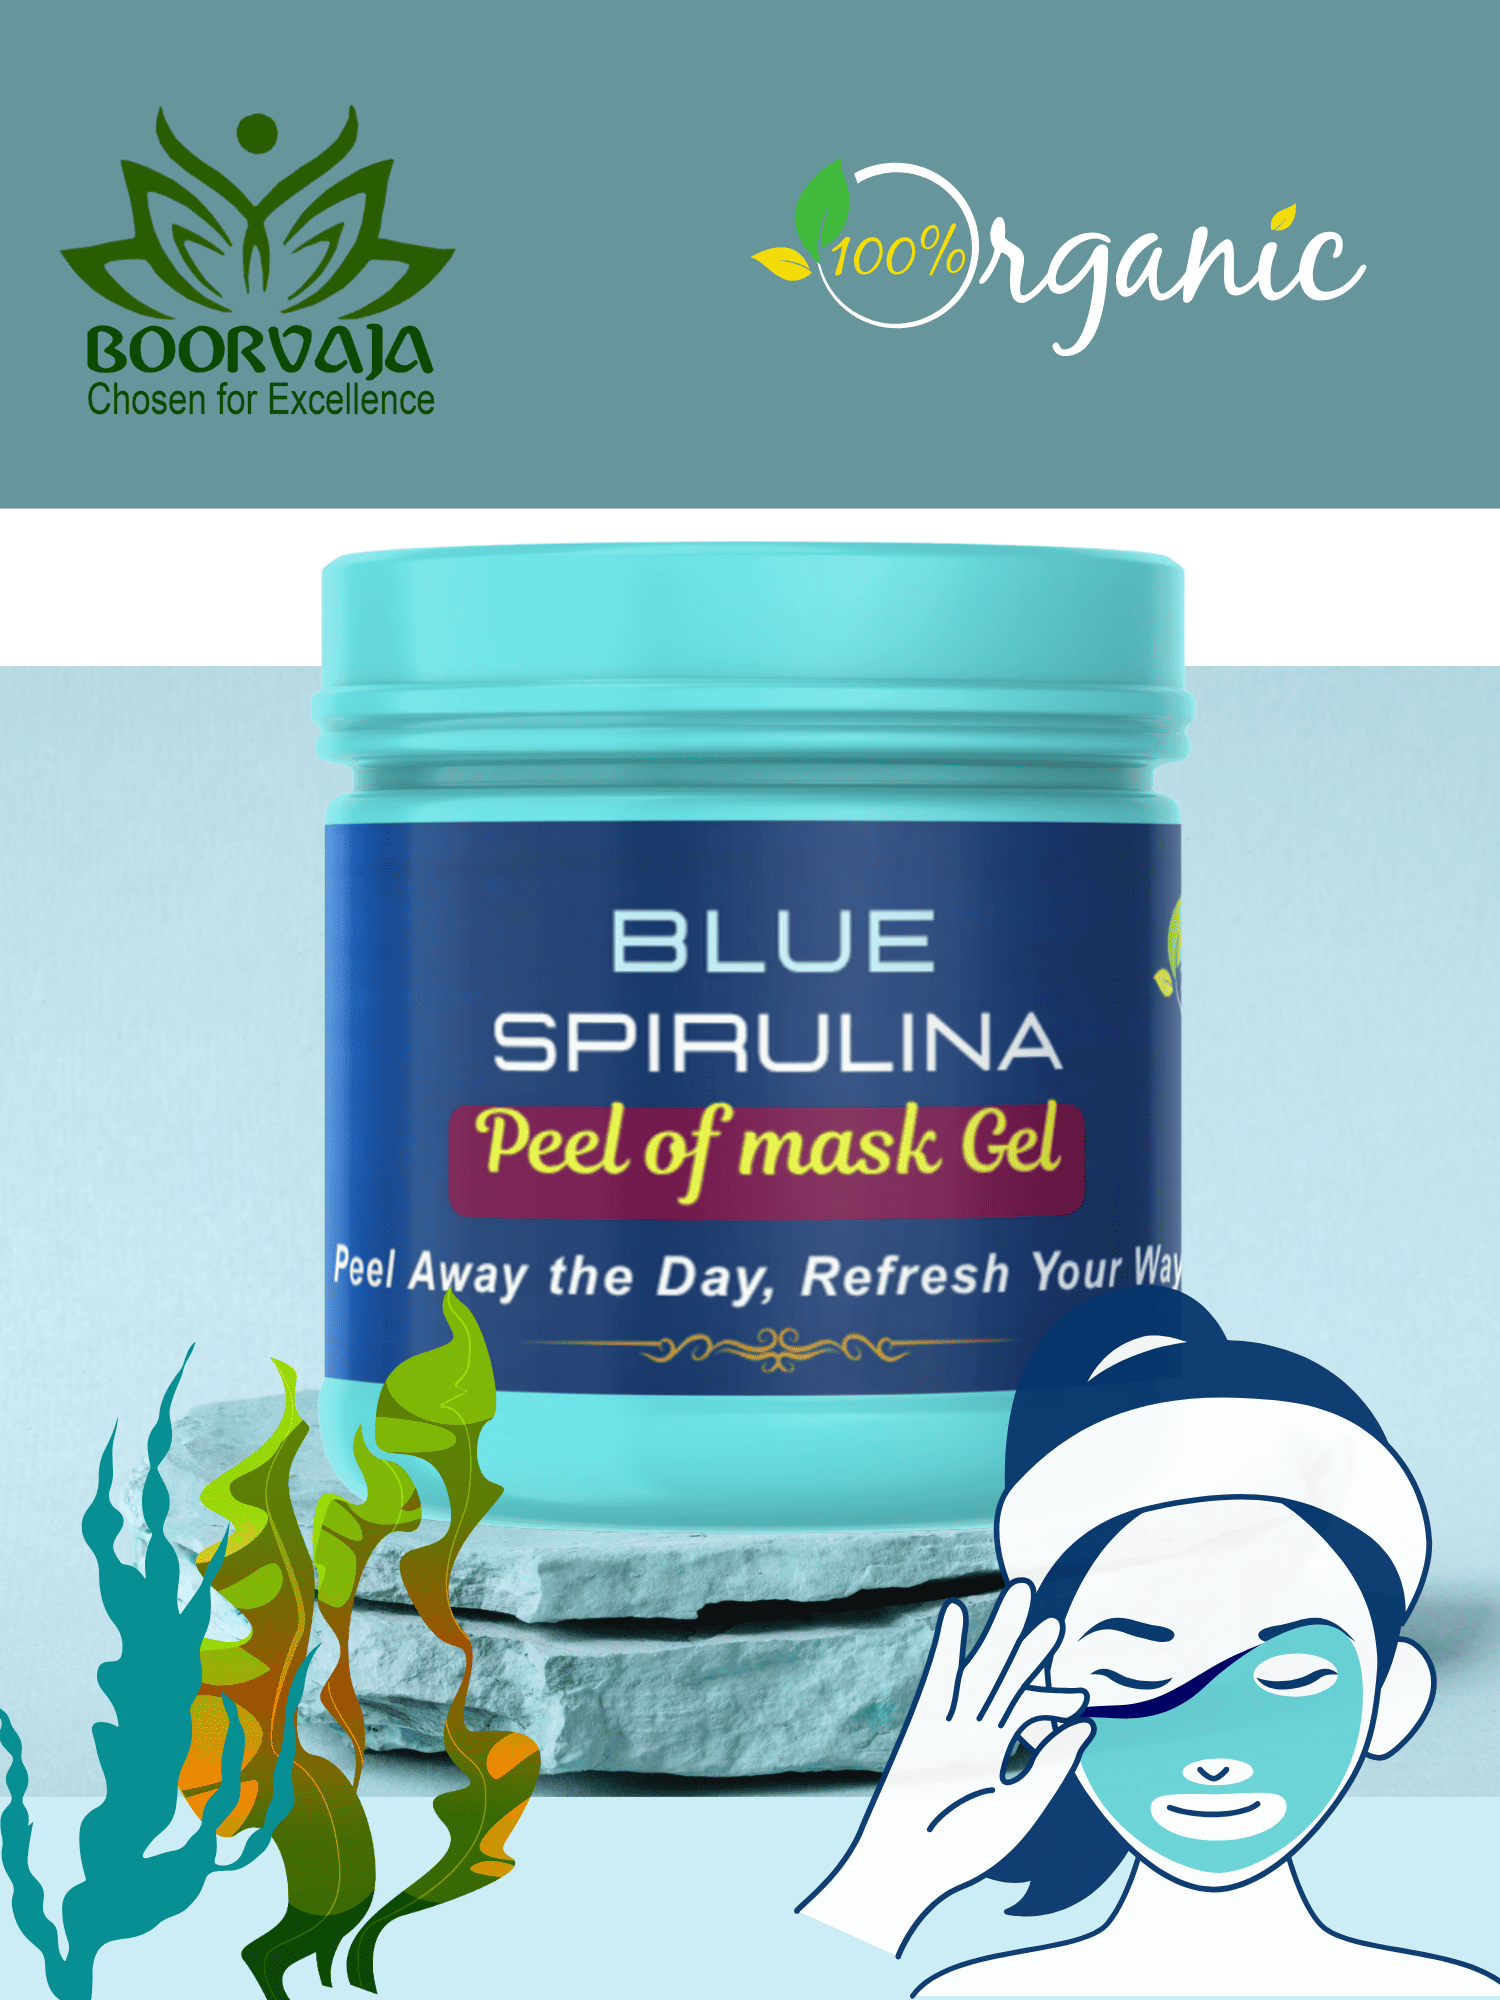 BOORVAJA
Chosen for Excellence
100% Organic
BLUE
SPIRULINA
Peel of mask Gel
Peel Away the Day, Refresh Your Way